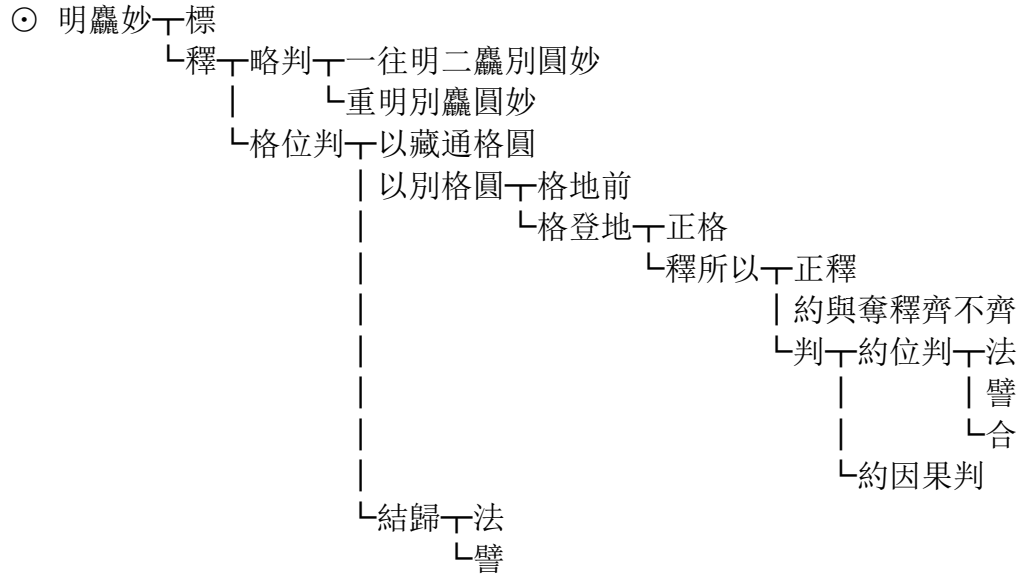 ⊙ 明麤妙┬標
└釋┬略判┬一往明二麤別圓妙
│ └重明別麤圓妙
└格位判┬以藏通格圓
│以別格圓┬格地前
│ └格登地┬正格
│ └釋所以┬正釋
│ │約與奪釋齊不齊
│ └判┬約位判┬法
│ │ │譬
│ │ └合
│ └約因果判
└結歸┬法
└譬